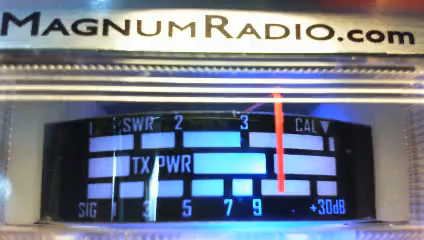 MAGNUMRADIO.com
1 SWR 2 3 CAL
TX PWR
SIG 1 3 5 7 9 +30dB